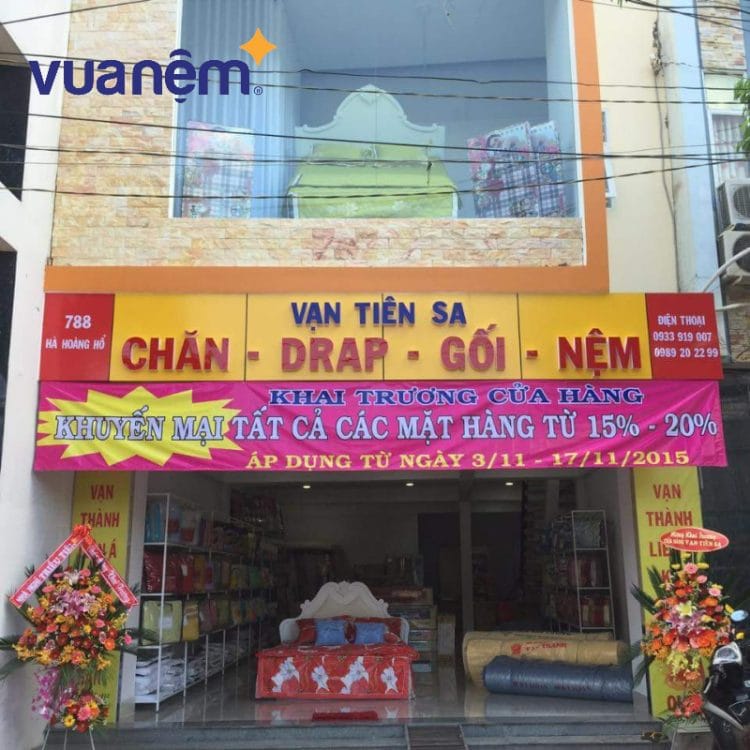 vuanệm®
VẠN TIÊN SA
CHĂN - DRAP - GỐI - NỆM
788
HÀ HOÀNG HỔ
ĐIỆN THOẠI
0933 919 007
0989 20 22 99
KHAI TRƯƠNG CỬA HÀNG
KHUYẾN MẠI TẤT CẢ CÁC MẶT HÀNG TỪ 15% - 20%
ÁP DỤNG TỪ NGÀY 3/11 - 17/11/2015
VẠN
THÀNH
VẠN
THÀNH